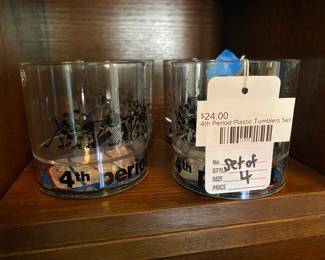 $24.00
4th Period Plastic Tumblers Set
No. set of
STYLE
SIZE 4
PRICE
4th period
4th